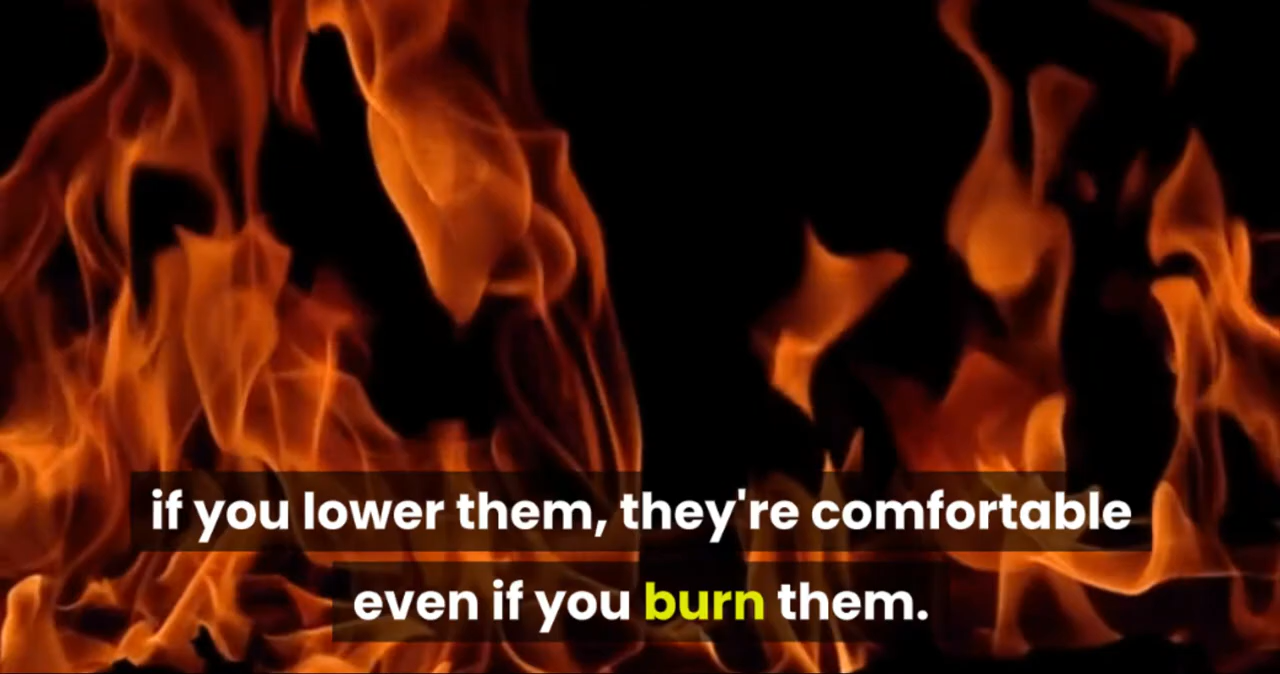 if you lower them, they're comfortable
even if you burn them.